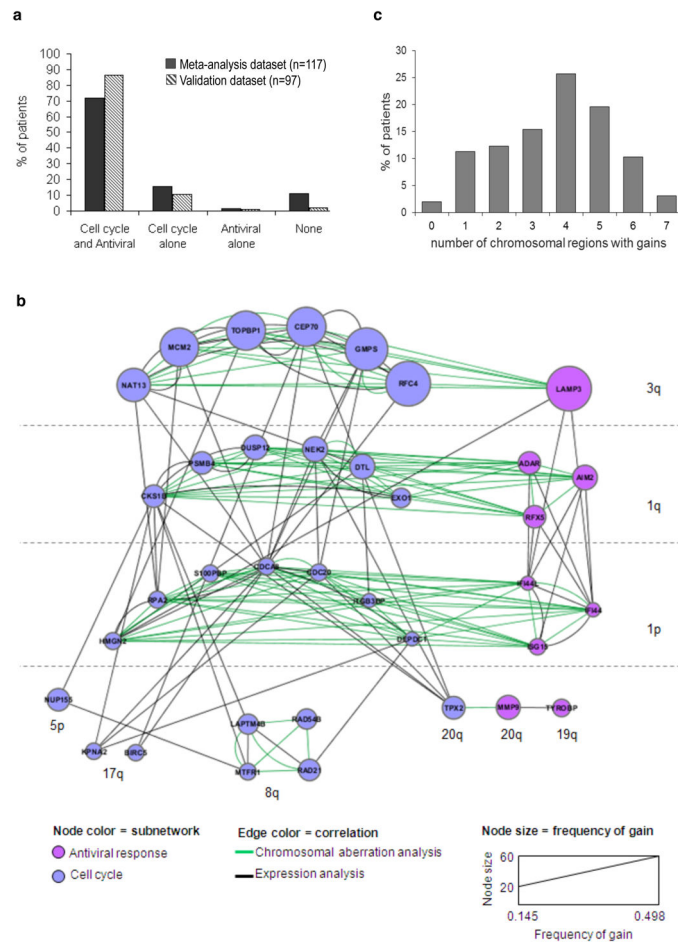 a
% of patients
100
90
80
70
60
50
40
30
20
10
0
Meta-analysis dataset (n=117)
Validation dataset (n=97)
Cell cycle and Antiviral
Cell cycle alone
Antiviral alone
None
c
% of patients
30
25
20
15
10
5
0
0 1 2 3 4 5 6 7
number of chromosomal regions with gains
b
CEP70
TOPBP1
MCM2
GMPS
NAT13
RFC4
LAMP3
3q
DUSP12
NEK2
PSMB4
DTL
ADAR
AIM2
CKS1B
EXO1
RFX5
1q
S100PBP
CDCA8
CDC20
IFI44L
RPA2
ITGB3BP
IFI44
HMGN2
DEPDC1
ISG15
1p
NUP155
5p
KPNA2
BIRC5
17q
LAPTM4B
RAD54B
MTFR1
RAD21
8q
TPX2
20q
MMP9
20q
TYROBP
19q
Node color = subnetwork
Antiviral response
Cell cycle
Edge color = correlation
Chromosomal aberration analysis
Expression analysis
Node size = frequency of gain
Node size
60
20
0.145
0.498
Frequency of gain